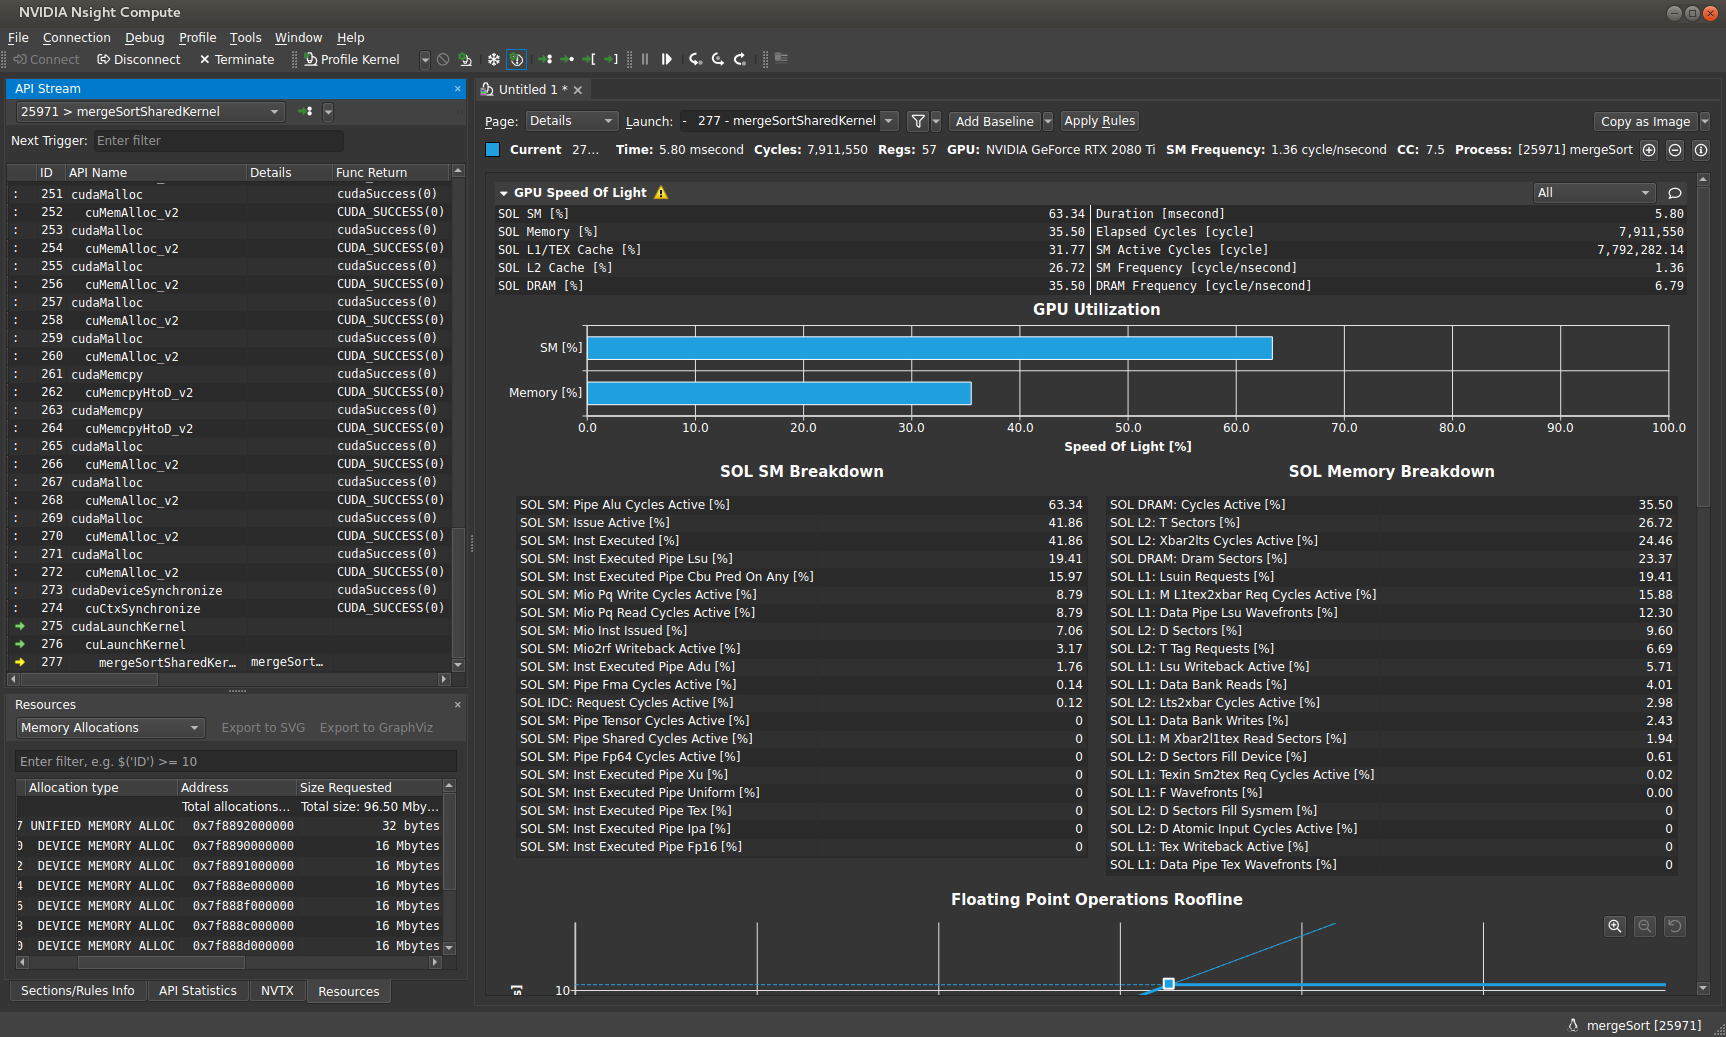 NVIDIA Nsight Compute
File Connection Debug Profile Tools Window Help
Connect Disconnect Terminate Profile Kernel
API Stream
25971 > mergeSortSharedKernel
Next Trigger: Enter filter
ID API Name Details Func Return
: 251 cudaMalloc cudaSuccess(0)
: 252 cuMemAlloc_v2 CUDA_SUCCESS(0)
: 253 cudaMalloc cudaSuccess(0)
: 254 cuMemAlloc_v2 CUDA_SUCCESS(0)
: 255 cudaMalloc cudaSuccess(0)
: 256 cuMemAlloc_v2 CUDA_SUCCESS(0)
: 257 cudaMalloc cudaSuccess(0)
: 258 cuMemAlloc_v2 CUDA_SUCCESS(0)
: 259 cudaMalloc cudaSuccess(0)
: 260 cuMemAlloc_v2 CUDA_SUCCESS(0)
: 261 cudaMemcpy cudaSuccess(0)
: 262 cuMemcpyHtoD_v2 CUDA_SUCCESS(0)
: 263 cudaMemcpy cudaSuccess(0)
: 264 cuMemcpyHtoD_v2 CUDA_SUCCESS(0)
: 265 cudaMalloc cudaSuccess(0)
: 266 cuMemAlloc_v2 CUDA_SUCCESS(0)
: 267 cudaMalloc cudaSuccess(0)
: 268 cuMemAlloc_v2 CUDA_SUCCESS(0)
: 269 cudaMalloc cudaSuccess(0)
: 270 cuMemAlloc_v2 CUDA_SUCCESS(0)
: 271 cudaMalloc cudaSuccess(0)
: 272 cuMemAlloc_v2 CUDA_SUCCESS(0)
: 273 cudaDeviceSynchronize cudaSuccess(0)
: 274 cuCtxSynchronize CUDA_SUCCESS(0)
275 cudaLaunchKernel
276 cuLaunchKernel
277 mergeSortSharedKer... mergeSort...
Resources
Memory Allocations Export to SVG Export to GraphViz
Enter filter, e.g. $('ID') >= 10
Allocation type Address Size Requested
Total allocations... Total size: 96.50 Mby...
7 UNIFIED MEMORY ALLOC 0x7f8892000000 32 bytes
0 DEVICE MEMORY ALLOC 0x7f8890000000 16 Mbytes
2 DEVICE MEMORY ALLOC 0x7f8891000000 16 Mbytes
4 DEVICE MEMORY ALLOC 0x7f888e000000 16 Mbytes
6 DEVICE MEMORY ALLOC 0x7f888f000000 16 Mbytes
8 DEVICE MEMORY ALLOC 0x7f888c000000 16 Mbytes
0 DEVICE MEMORY ALLOC 0x7f888d000000 16 Mbytes
Sections/Rules Info API Statistics NVTX Resources
Untitled 1 *
Page: Details Launch: - 277 - mergeSortSharedKernel Add Baseline Apply Rules Copy as Image
Current 27... Time: 5.80 msecond Cycles: 7,911,550 Regs: 57 GPU: NVIDIA GeForce RTX 2080 Ti SM Frequency: 1.36 cycle/nsecond CC: 7.5 Process: [25971] mergeSort
GPU Speed Of Light All
SOL SM [%] 63.34 Duration [msecond] 5.80
SOL Memory [%] 35.50 Elapsed Cycles [cycle] 7,911,550
SOL L1/TEX Cache [%] 31.77 SM Active Cycles [cycle] 7,792,282.14
SOL L2 Cache [%] 26.72 SM Frequency [cycle/nsecond] 1.36
SOL DRAM [%] 35.50 DRAM Frequency [cycle/nsecond] 6.79
GPU Utilization
SM [%]
Memory [%]
0.0 10.0 20.0 30.0 40.0 50.0 60.0 70.0 80.0 90.0 100.0
Speed Of Light [%]
SOL SM Breakdown
SOL SM: Pipe Alu Cycles Active [%] 63.34
SOL SM: Issue Active [%] 41.86
SOL SM: Inst Executed [%] 41.86
SOL SM: Inst Executed Pipe Lsu [%] 19.41
SOL SM: Inst Executed Pipe Cbu Pred On Any [%] 15.97
SOL SM: Mio Pq Write Cycles Active [%] 8.79
SOL SM: Mio Pq Read Cycles Active [%] 8.79
SOL SM: Mio Inst Issued [%] 7.06
SOL SM: Mio2rf Writeback Active [%] 3.17
SOL SM: Inst Executed Pipe Adu [%] 1.76
SOL SM: Pipe Fma Cycles Active [%] 0.14
SOL IDC: Request Cycles Active [%] 0.12
SOL SM: Pipe Tensor Cycles Active [%] 0
SOL SM: Pipe Shared Cycles Active [%] 0
SOL SM: Pipe Fp64 Cycles Active [%] 0
SOL SM: Inst Executed Pipe Xu [%] 0
SOL SM: Inst Executed Pipe Uniform [%] 0
SOL SM: Inst Executed Pipe Tex [%] 0
SOL SM: Inst Executed Pipe Ipa [%] 0
SOL SM: Inst Executed Pipe Fp16 [%] 0
SOL Memory Breakdown
SOL DRAM: Cycles Active [%] 35.50
SOL L2: T Sectors [%] 26.72
SOL L2: Xbar2lts Cycles Active [%] 24.46
SOL DRAM: Dram Sectors [%] 23.37
SOL L1: Lsuin Requests [%] 19.41
SOL L1: M L1tex2xbar Req Cycles Active [%] 15.88
SOL L1: Data Pipe Lsu Wavefronts [%] 12.30
SOL L2: D Sectors [%] 9.60
SOL L2: T Tag Requests [%] 6.69
SOL L1: Lsu Writeback Active [%] 5.71
SOL L1: Data Bank Reads [%] 4.01
SOL L2: Lts2xbar Cycles Active [%] 2.98
SOL L1: Data Bank Writes [%] 2.43
SOL L1: M Xbar2l1tex Read Sectors [%] 1.94
SOL L2: D Sectors Fill Device [%] 0.61
SOL L1: Texin Sm2tex Req Cycles Active [%] 0.02
SOL L1: F Wavefronts [%] 0.00
SOL L2: D Sectors Fill Sysmem [%] 0
SOL L2: D Atomic Input Cycles Active [%] 0
SOL L1: Tex Writeback Active [%] 0
SOL L1: Data Pipe Tex Wavefronts [%] 0
Floating Point Operations Roofline
10
mergeSort [25971]